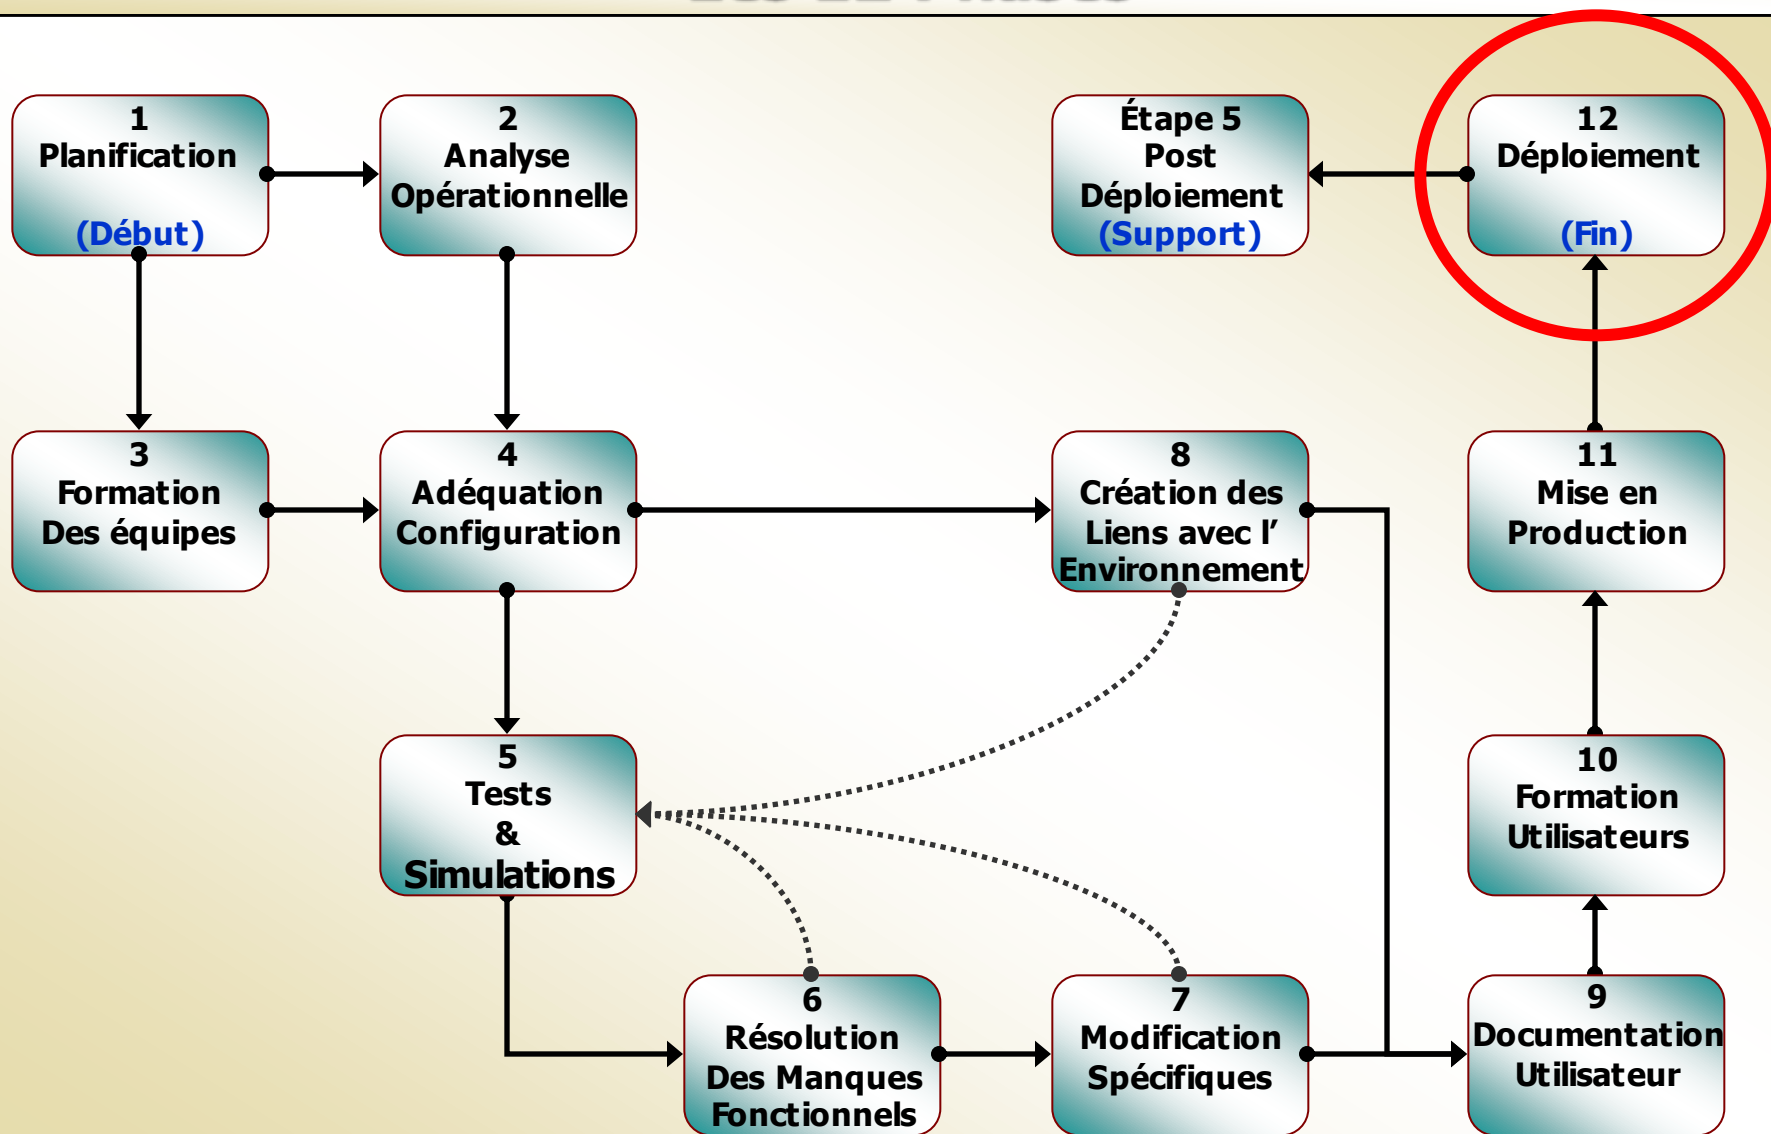 1
Planification
(Début)
2
Analyse
Opérationnelle
Étape 5
Post
Déploiement
(Support)
12
Déploiement
(Fin)
3
Formation
Des équipes
4
Adéquation
Configuration
8
Création des
Liens avec l’
Environnement
11
Mise en
Production
5
Tests
&
Simulations
10
Formation
Utilisateurs
6
Résolution
Des Manques
Fonctionnels
7
Modification
Spécifiques
9
Documentation
Utilisateur